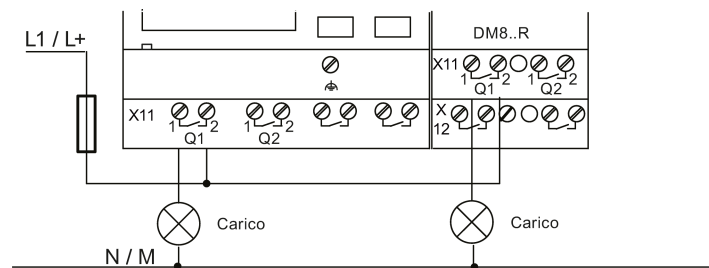 L1 / L+
DM8..R
X11
1 2
Q1
1 2
Q2
X11
1 2
Q1
1 2
Q2
X
12
Carico
Carico
N / M